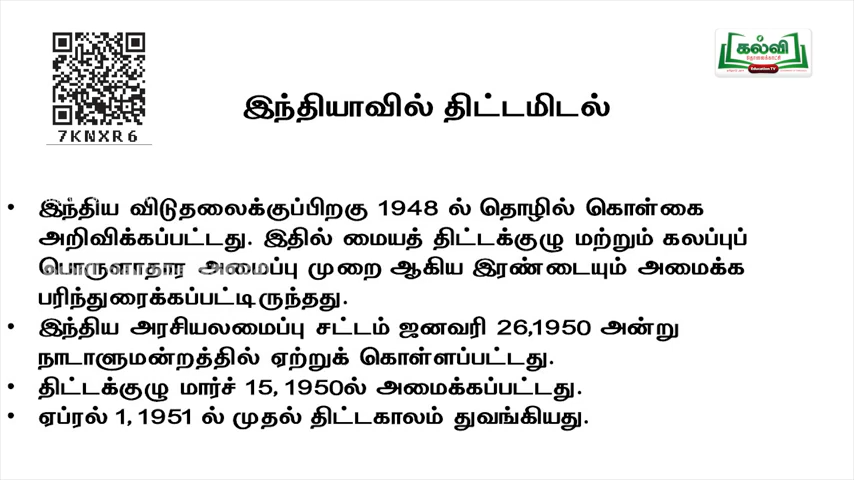 கல்வி
தொலைக்காட்சி
Education TV
7KNXR6
இந்தியாவில் திட்டமிடல்
• இந்திய விடுதலைக்குப்பிறகு 1948 ல் தொழில் கொள்கை
அறிவிக்கப்பட்டது. இதில் மையத் திட்டக்குழு மற்றும் கலப்புப்
பொருளாதார அமைப்பு முறை ஆகிய இரண்டையும் அமைக்க
பரிந்துரைக்கப்பட்டிருந்தது.
• இந்திய அரசியலமைப்பு சட்டம் ஜனவரி 26,1950 அன்று
நாடாளுமன்றத்தில் ஏற்றுக் கொள்ளப்பட்டது.
• திட்டக்குழு மார்ச் 15, 1950ல் அமைக்கப்பட்டது.
• ஏப்ரல் 1, 1951 ல் முதல் திட்டகாலம் துவங்கியது.